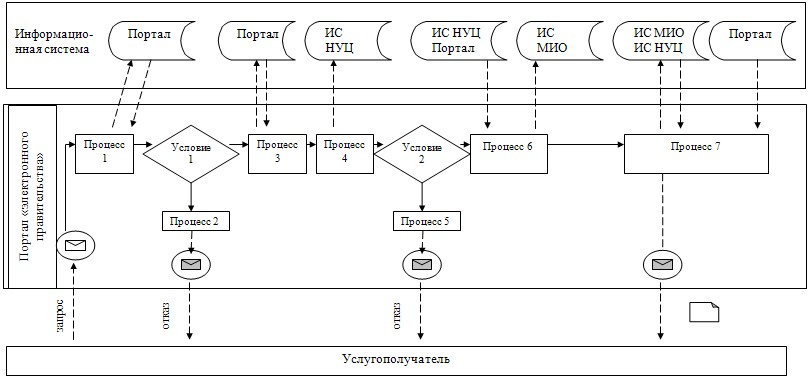 Информацио-
нная система
Портал
Портал
ИС
НУЦ
ИС НУЦ
Портал
ИС
МИО
ИС МИО
ИС НУЦ
Портал
Портал «электронного
правительства»
Процесс
1
Условие
1
Процесс
3
Процесс
4
Условие
2
Процесс 6
Процесс 7
Процесс 2
Процесс 5
запрос
отказ
отказ
Услугополучатель